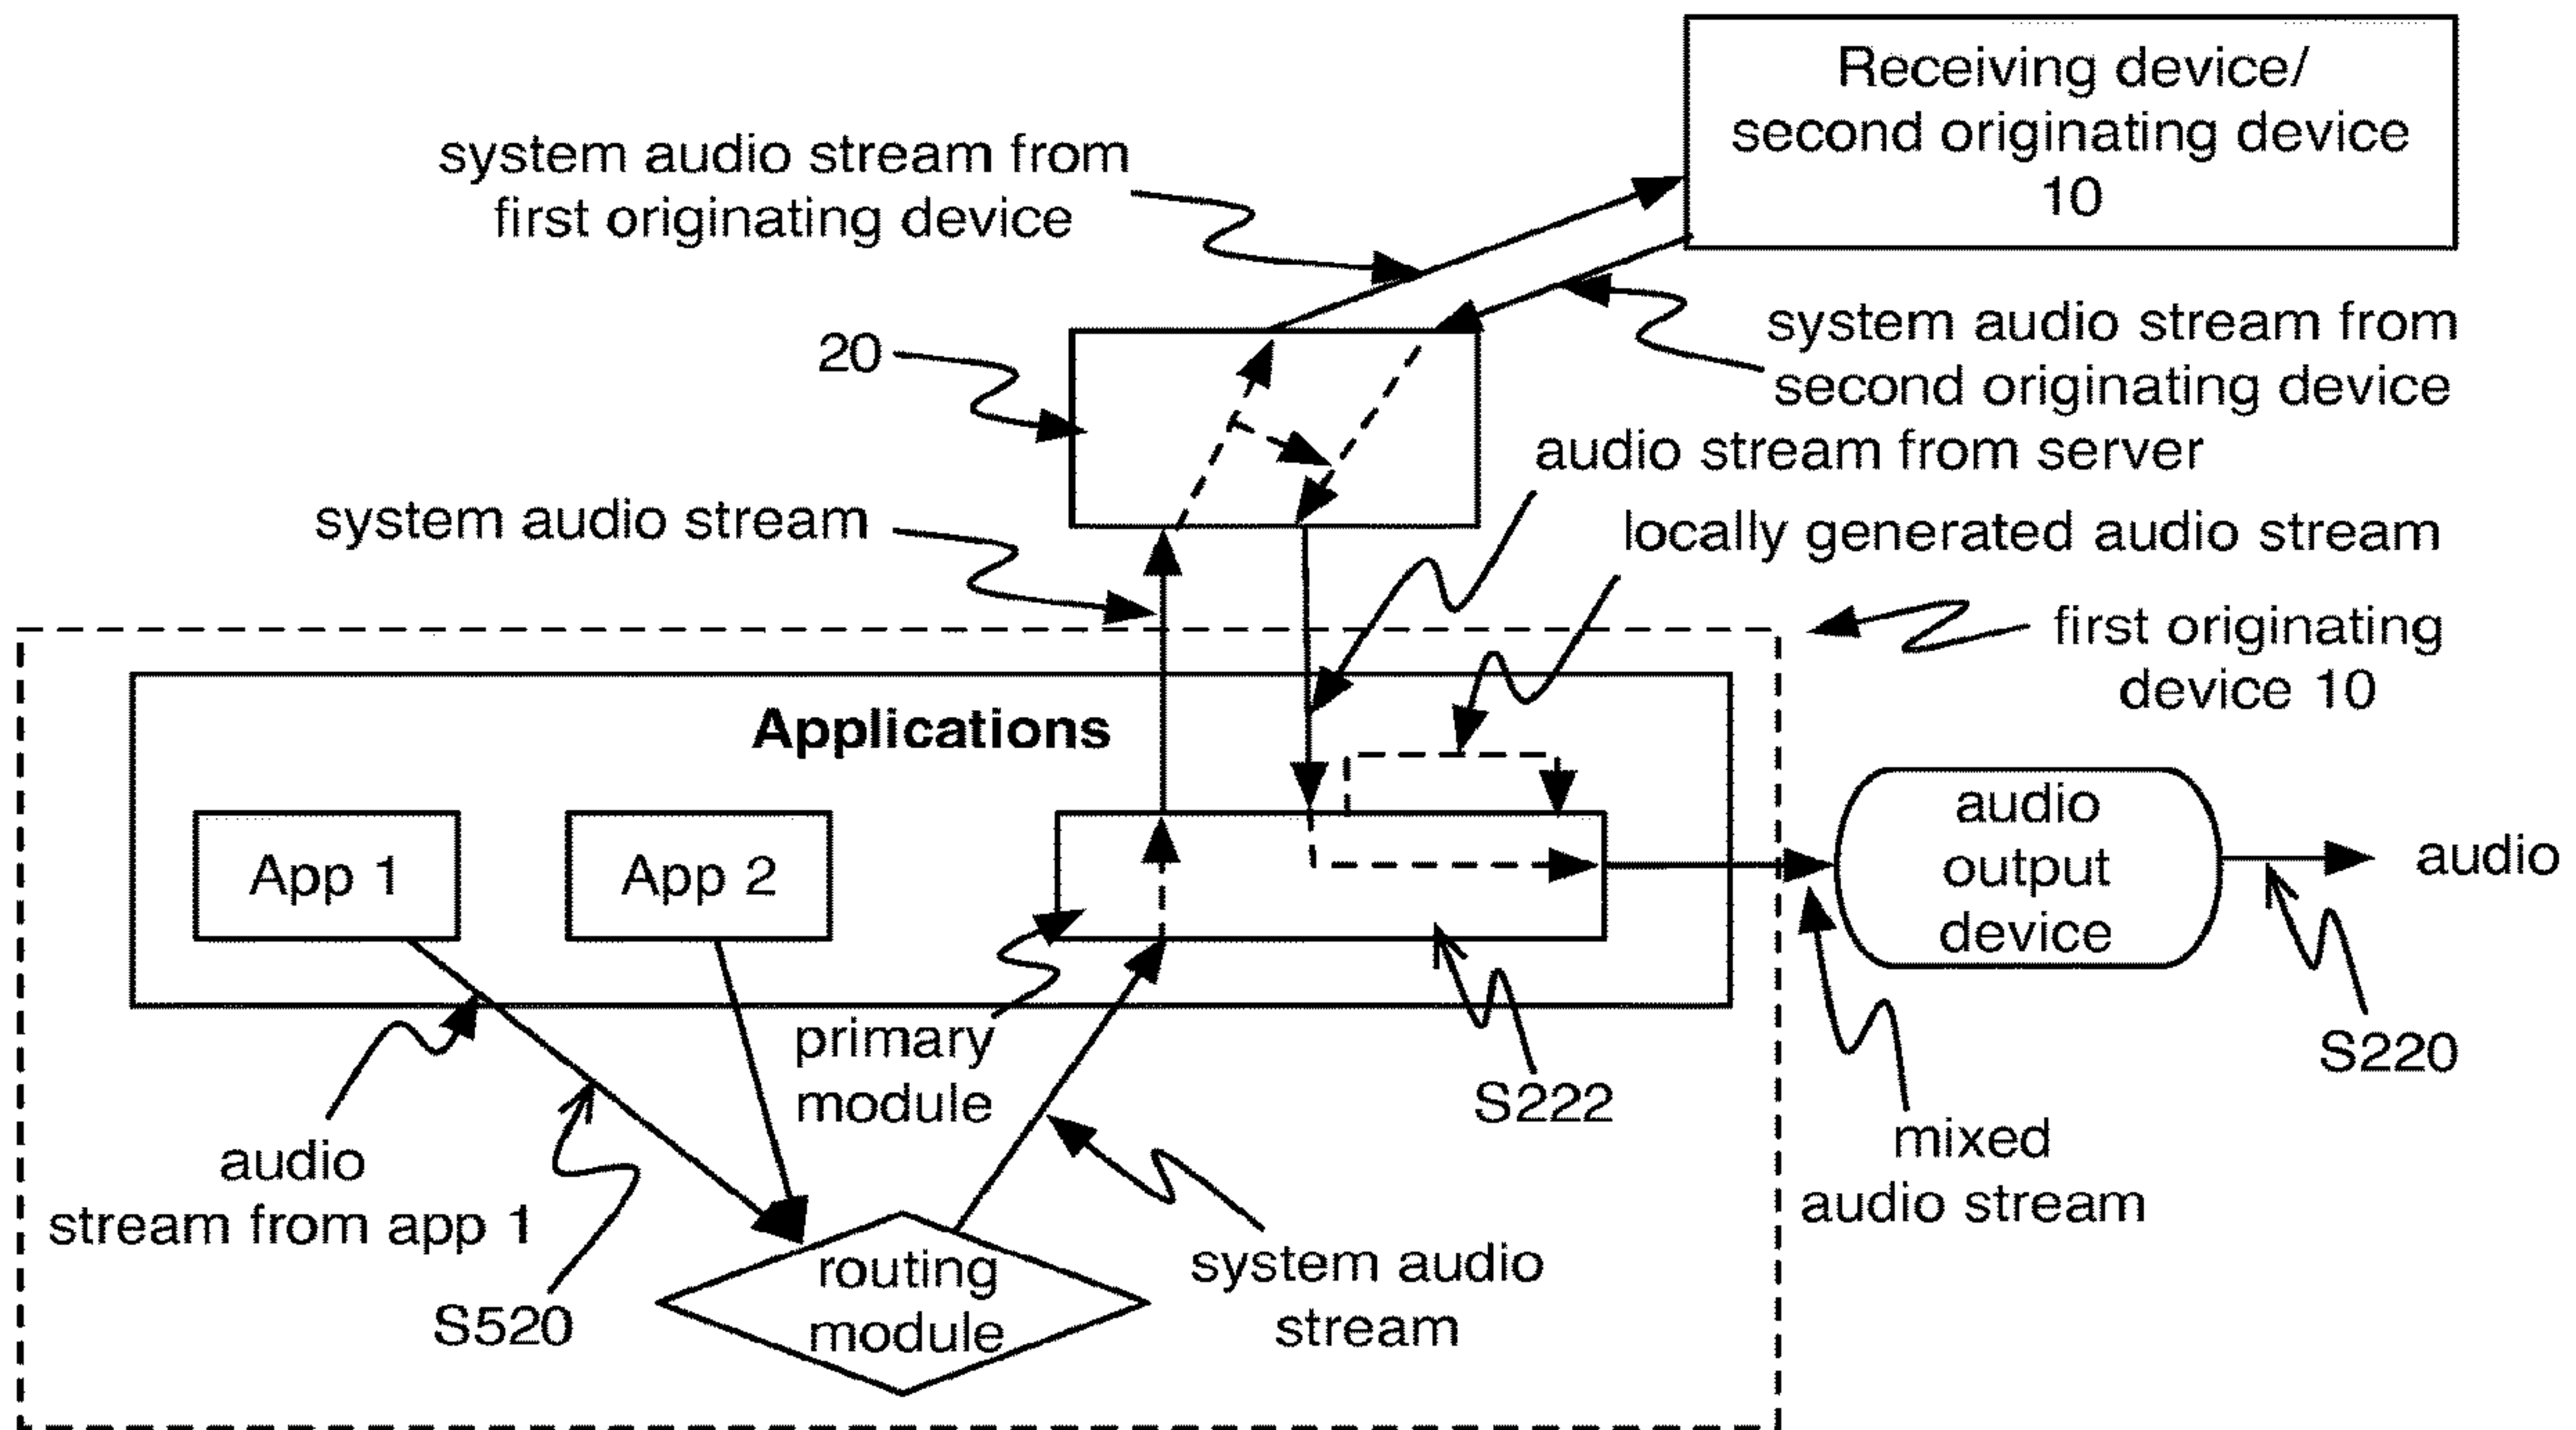 Receiving device/
second originating device
10
system audio stream from
first originating device
20
system audio stream from
second originating device
audio stream from server
system audio stream
locally generated audio stream
first originating
device 10
Applications
App 1
App 2
audio
output
device
audio
primary
module
S222
S220
mixed
audio stream
audio
stream from app 1
S520
routing
module
system audio
stream